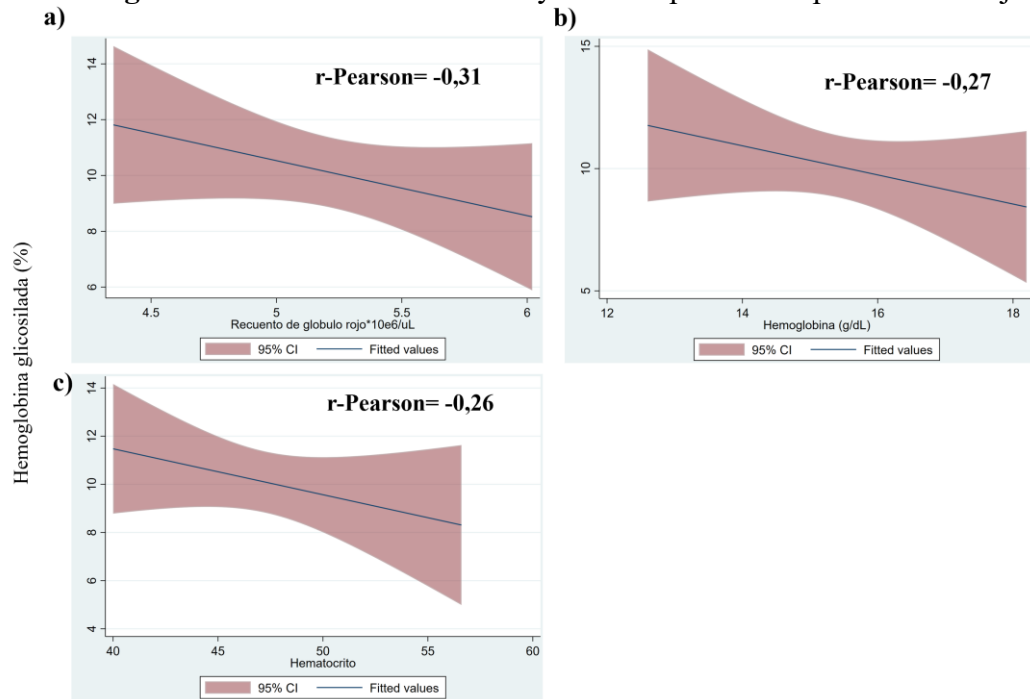 a)
r-Pearson= -0,31
14
12
10
8
6
4.5
5
5.5
6
Recuento de globulo rojo*10e6/uL
95% CI
Fitted values
b)
r-Pearson= -0,27
15
10
5
12
14
16
18
Hemoglobina (g/dL)
95% CI
Fitted values
Hemoglobina glicosilada (%)
c)
r-Pearson= -0,26
14
12
10
8
6
4
40
45
50
55
60
Hematocrito
95% CI
Fitted values